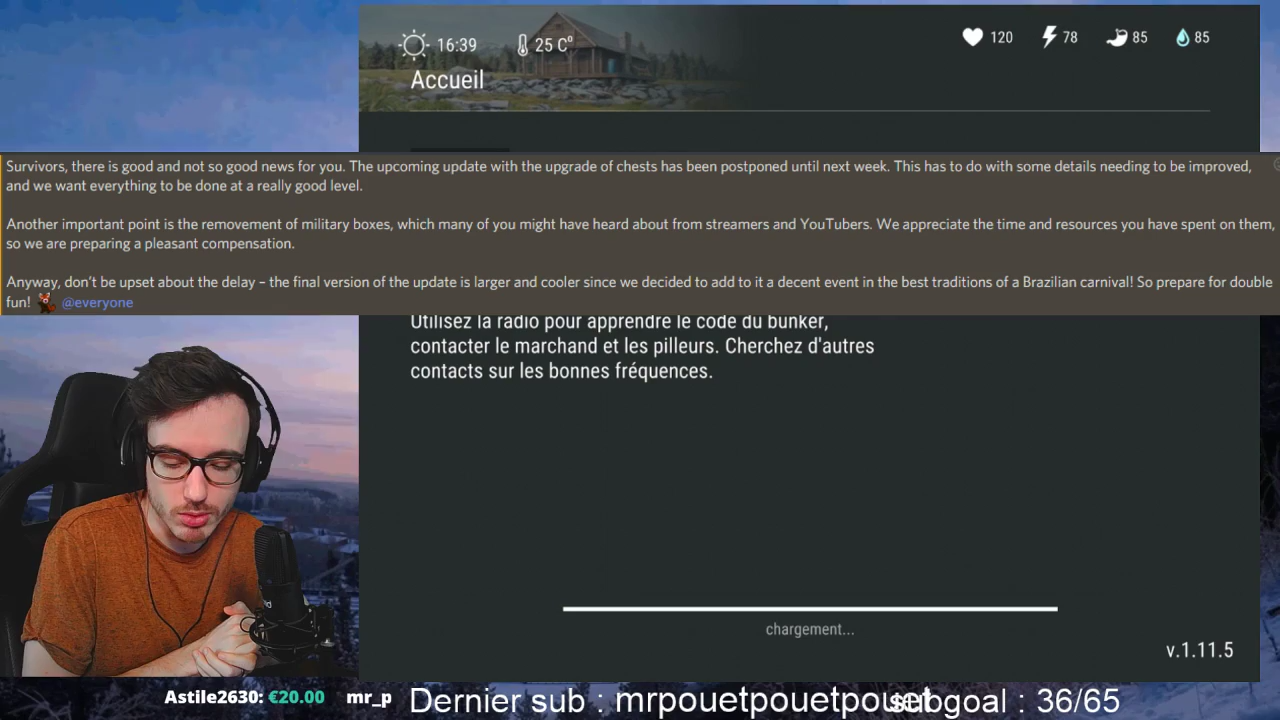 16:39
25 C°
120
78
85
85
Accueil
Survivors, there is good and not so good news for you. The upcoming update with the upgrade of chests has been postponed until next week. This has to do with some details needing to be improved,
and we want everything to be done at a really good level.
Another important point is the removement of military boxes, which many of you might have heard about from streamers and YouTubers. We appreciate the time and resources you have spent on them,
so we are preparing a pleasant compensation.
Anyway, don't be upset about the delay – the final version of the update is larger and cooler since we decided to add to it a decent event in the best traditions of a Brazilian carnival! So prepare for double
fun! @everyone
Utilisez la radio pour apprendre le code du bunker,
contacter le marchand et les pilleurs. Cherchez d'autres
contacts sur les bonnes fréquences.
chargement...
v.1.11.5
Astile2630: €20.00 mr_p
Dernier sub : mrpouetpouetpouet
subgoal : 36/65